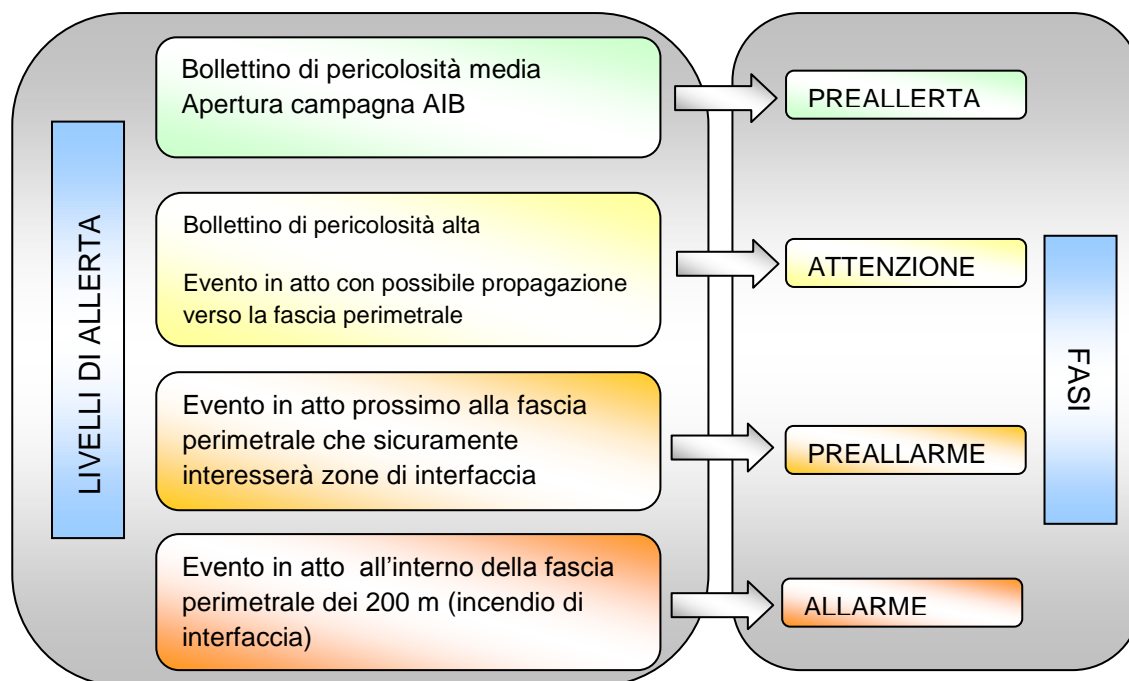 LIVELLI DI ALLERTA
Bollettino di pericolosità media
Apertura campagna AIB
PREALLERTA
Bollettino di pericolosità alta
Evento in atto con possibile propagazione
verso la fascia perimetrale
ATTENZIONE
Evento in atto prossimo alla fascia
perimetrale che sicuramente
interesserà zone di interfaccia
PREALLARME
Evento in atto all'interno della fascia
perimetrale dei 200 m (incendio di
interfaccia)
ALLARME
FASI